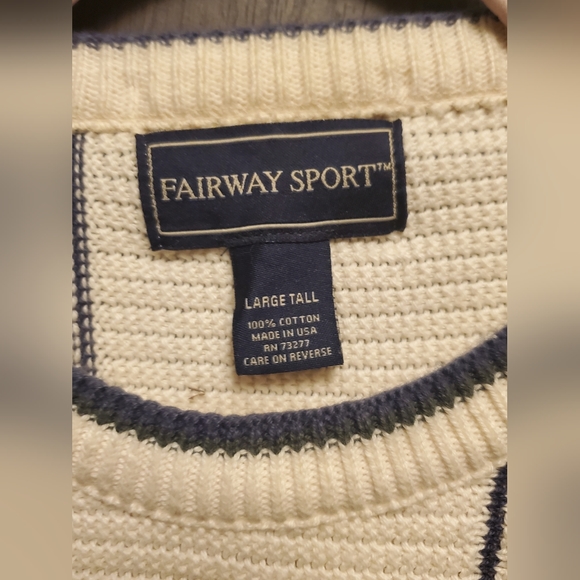 FAIRWAY SPORT™
LARGE TALL
100% COTTON
MADE IN USA
RN 73277
CARE ON REVERSE